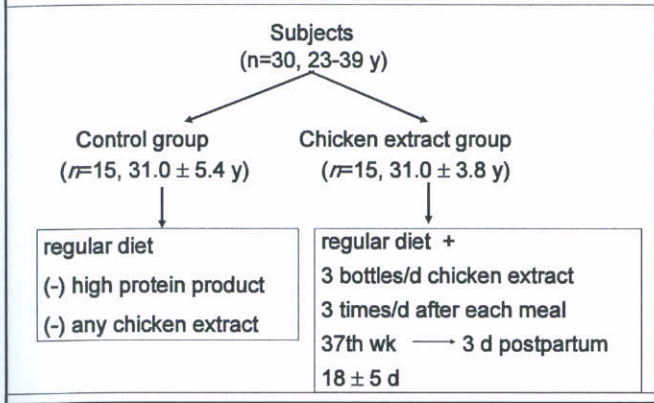 Subjects
(n=30, 23-39 y)
Control group
(n=15, 31.0 ± 5.4 y)
Chicken extract group
(n=15, 31.0 ± 3.8 y)
regular diet
(-) high protein product
(-) any chicken extract
regular diet +
3 bottles/d chicken extract
3 times/d after each meal
37th wk → 3 d postpartum
18 ± 5 d